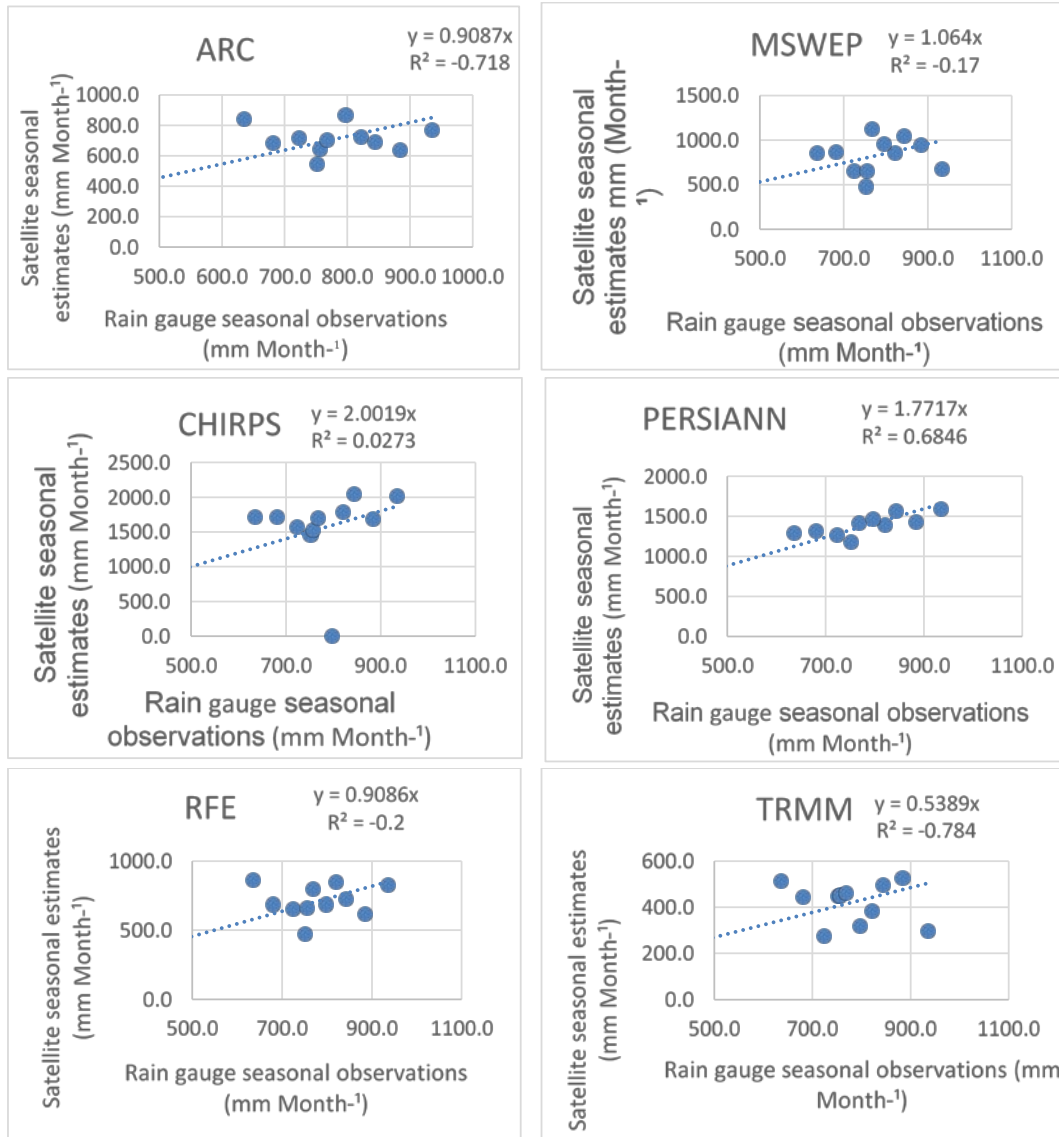 ARC
y = 0.9087x
R² = -0.718
Satellite seasonal
estimates (mm Month-¹)
1000.0
800.0
600.0
400.0
200.0
0.0
500.0 600.0 700.0 800.0 900.0 1000.0
Rain gauge seasonal observations
(mm Month-¹)
MSWEP
y = 1.064x
R² = -0.17
Satellite seasonal
estimates mm (Month-
¹)
1500.0
1000.0
500.0
0.0
500.0 700.0 900.0 1100.0
Rain gauge seasonal observations
(mm Month-¹)
CHIRPS
y = 2.0019x
R² = 0.0273
Satellite seasonal
estimates (mm Month-¹)
2500.0
2000.0
1500.0
1000.0
500.0
0.0
500.0 700.0 900.0 1100.0
Rain gauge seasonal
observations (mm Month-¹)
PERSIANN
y = 1.7717x
R² = 0.6846
Satellite seasonal
estimates (mm Month-¹)
2000.0
1500.0
1000.0
500.0
0.0
500.0 700.0 900.0 1100.0
Rain gauge seasonal observations
(mm Month-¹)
RFE
y = 0.9086x
R² = -0.2
Satellite seasonal estimates
(mm Month-¹)
1000.0
500.0
0.0
500.0 700.0 900.0 1100.0
Rain gauge seasonal observations
(mm Month-¹)
TRMM
y = 0.5389x
R² = -0.784
Satellite seasonal estimates
(mm Month-¹)
600.0
400.0
200.0
0.0
500.0 700.0 900.0 1100.0
Rain gauge seasonal observations (mm
Month-¹)